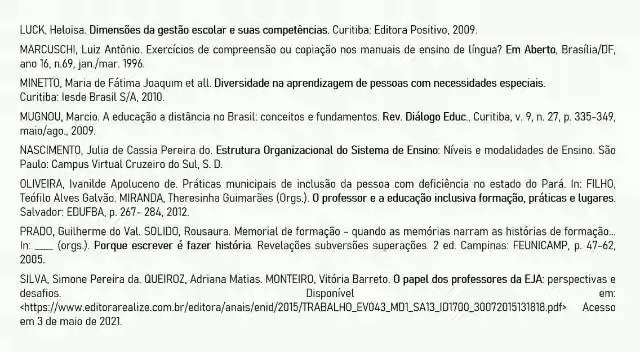 LUCK, Heloisa. Dimensões da gestão escolar e suas competências. Curitiba: Editora Positivo, 2009.
MARCUSCHI, Luiz Antônio. Exercícios de compreensão ou copiação nos manuais de ensino de língua? Em Aberto, Brasília/DF,
ano 16, n.69, jan./mar. 1996.
MINETTO, Maria de Fátima Joaquim et all. Diversidade na aprendizagem de pessoas com necessidades especiais.
Curitiba: Iesde Brasil S/A, 2010.
MUGNOU, Marcio. A educação a distância no Brasil: conceitos e fundamentos. Rev. Diálogo Educ., Curitiba, v. 9, n. 27, p. 335-349,
maio/ago., 2009.
NASCIMENTO, Julia de Cassia Pereira do. Estrutura Organizacional do Sistema de Ensino: Níveis e modalidades de Ensino. São
Paulo: Campus Virtual Cruzeiro do Sul, S. D.
OLIVEIRA, Ivanilde Apoluceno de. Práticas municipais de inclusão da pessoa com deficiência no estado do Pará. In: FILHO,
Teófilo Alves Galvão. MIRANDA, Theresinha Guimarães (Orgs.). O professor e a educação inclusiva formação, práticas e lugares.
Salvador: EDUFBA, p. 267- 284, 2012.
PRADO, Guilherme do Val. SOLIDO, Rousaura. Memorial de formação - quando as memórias narram as histórias de formação...
In: ___ (orgs.). Porque escrever é fazer história. Revelações subversões superações. 2 ed. Campinas: FEUNICAMP, p. 47-62,
2005.
SILVA, Simone Pereira da. QUEIROZ, Adriana Matias. MONTEIRO, Vitória Barreto. O papel dos professores da EJA: perspectivas e
desafios. Disponível em:
<https://www.editorarealize.com.br/editora/anais/enid/2015/TRABALHO_EV043_MD1_SA13_ID1700_30072015131818.pdf> Acesso
em 3 de maio de 2021.